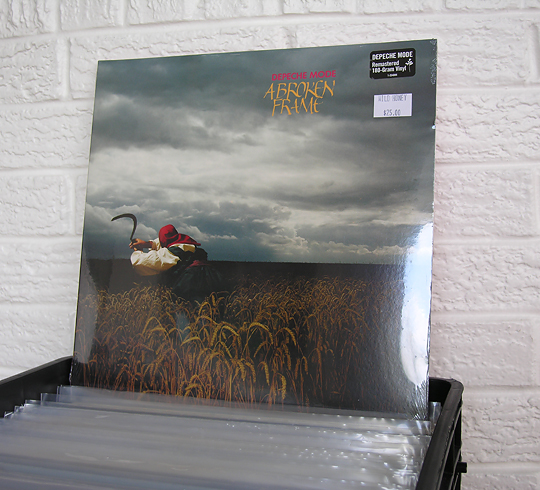 DEPECHE MODE
A BROKEN
FRAME
DEPECHE MODE
Remastered
180-Gram Vinyl
WILD HONEY
$75.00